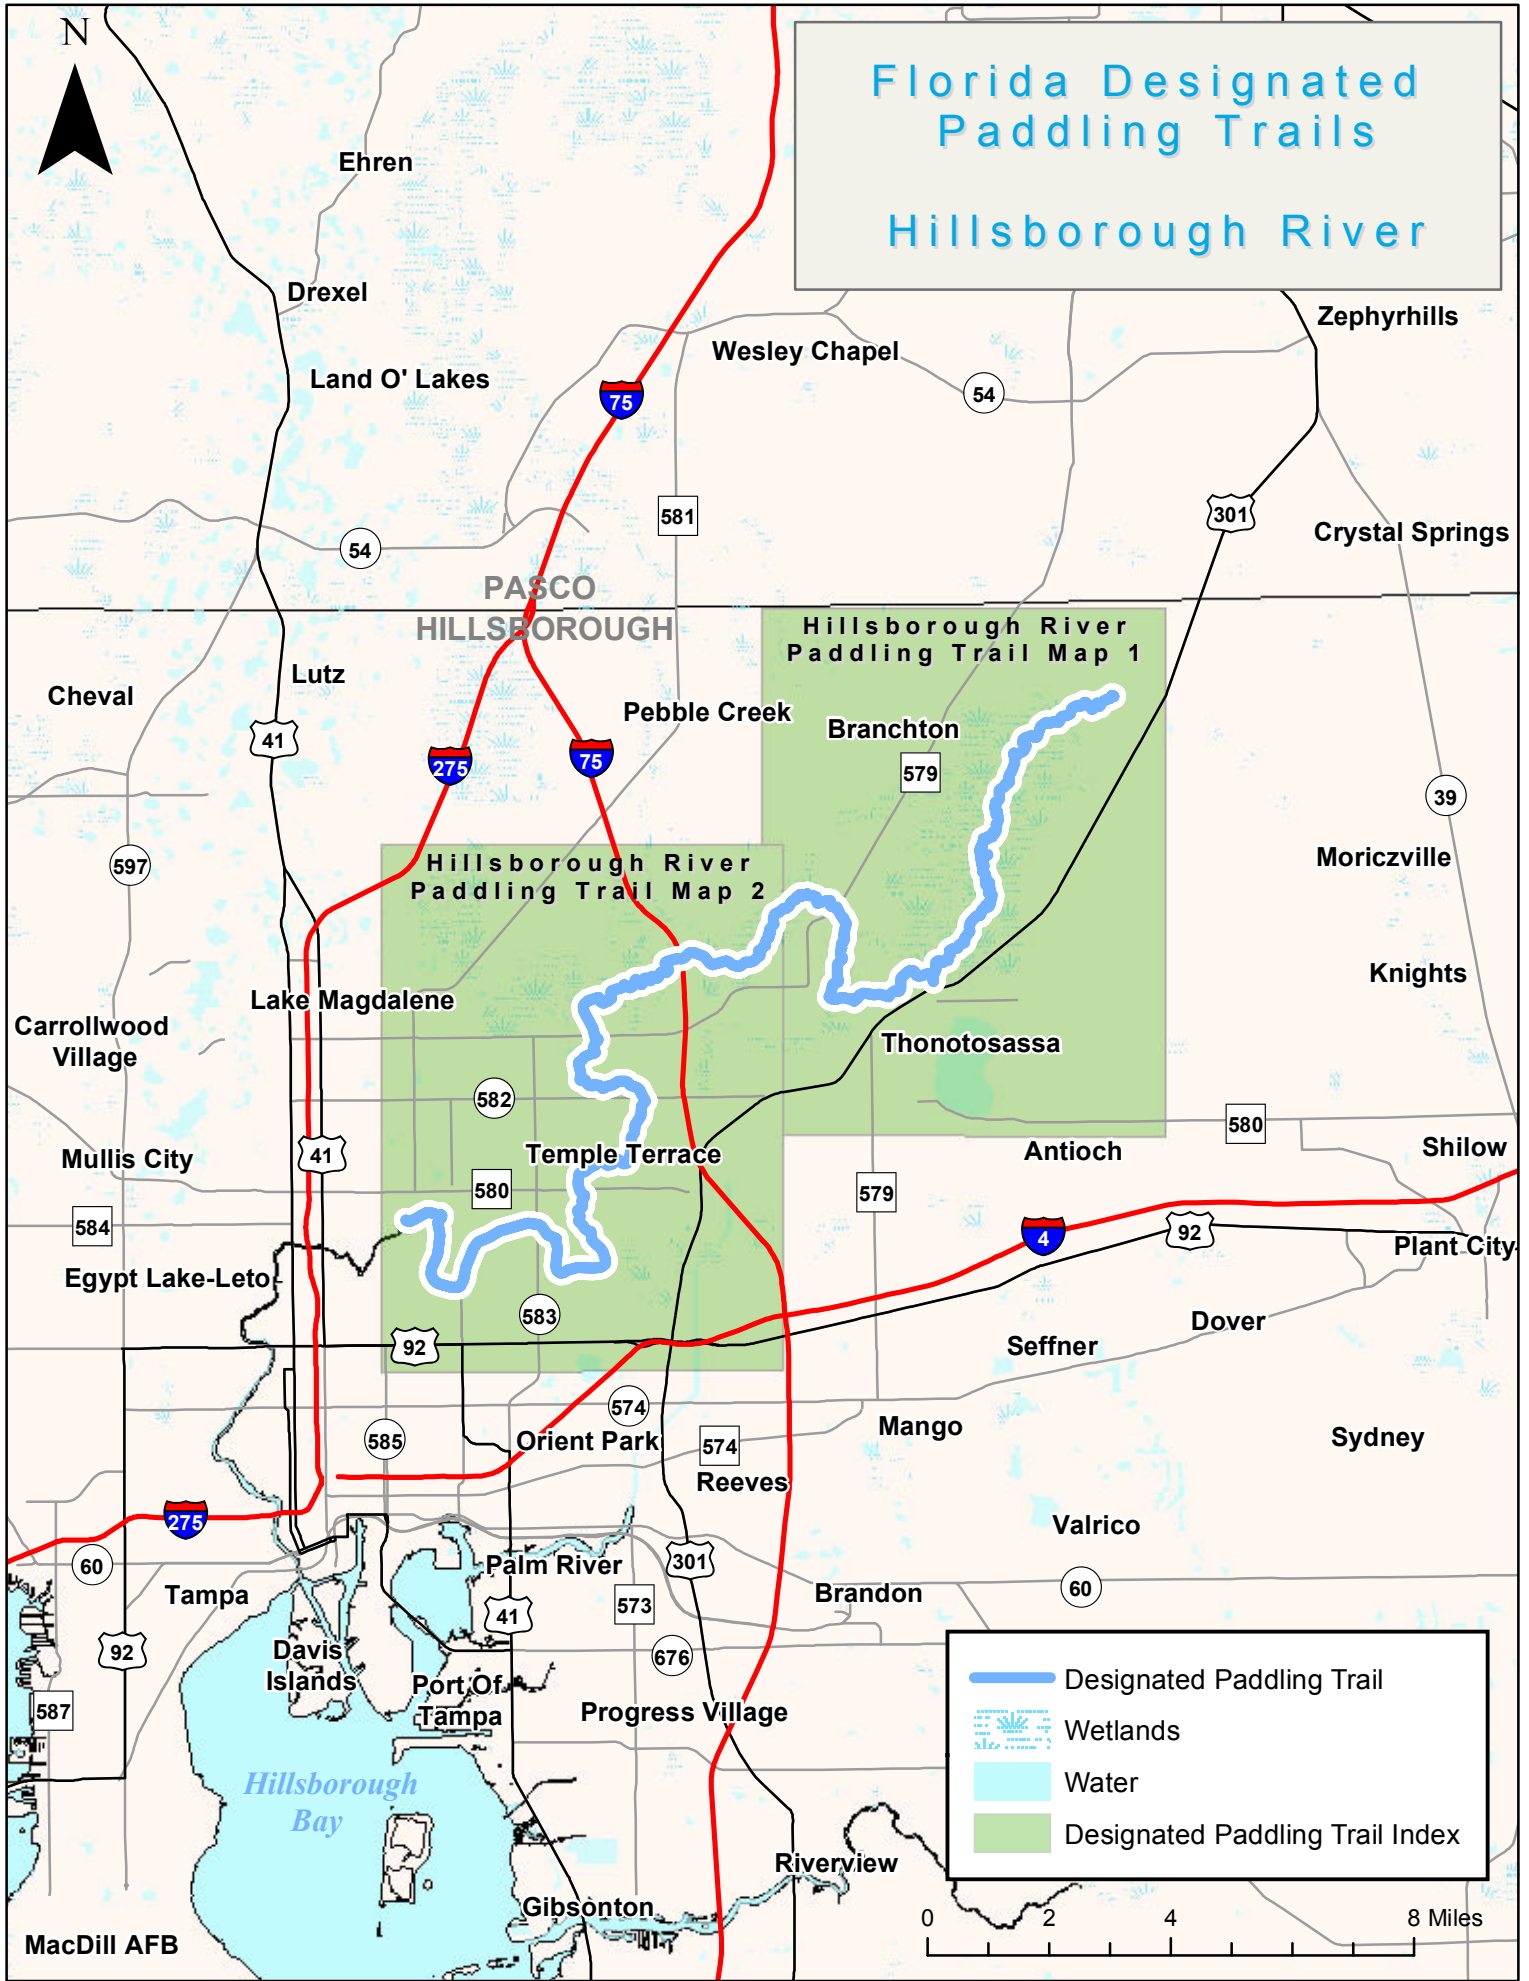 N
Florida Designated
Paddling Trails
Hillsborough River
Ehren
Drexel
Zephyrhills
Wesley Chapel
Land O' Lakes
75
54
581
301
Crystal Springs
54
PASCO
HILLSBOROUGH
Hillsborough River
Paddling Trail Map 1
Lutz
Cheval
Pebble Creek
Branchton
41
275
75
579
39
597
Hillsborough River
Paddling Trail Map 2
Moriczville
Knights
Lake Magdalene
Carrollwood
Village
Thonotosassa
582
580
Mullis City
41
Temple Terrace
Antioch
Shilow
580
579
584
4
92
Plant City
Egypt Lake-Leto
583
92
Dover
Seffner
574
585
Orient Park
574
Mango
Sydney
Reeves
275
Valrico
60
Palm River
301
Tampa
573
Brandon
60
41
92
Davis
Islands
676
Port Of
Tampa
587
Progress Village
Designated Paddling Trail
Wetlands
Water
Designated Paddling Trail Index
Hillsborough
Bay
Riverview
Gibsonton
MacDill AFB
0 2 4 8 Miles